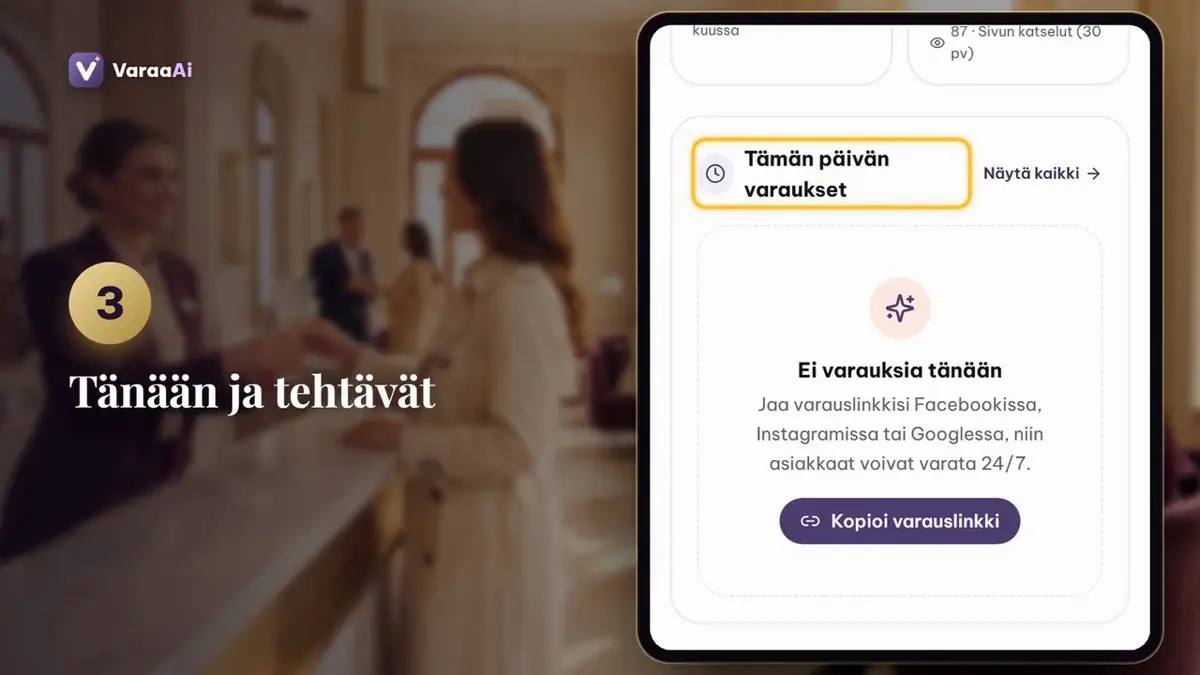 VaraaAi
3
Tänään ja tehtävät
kuussa
87 · Sivun katselut (30
pv)
Tämän päivän
varaukset
Näytä kaikki →
Ei varauksia tänään
Jaa varauslinkkisi Facebookissa,
Instagramissa tai Googlessa, niin
asiakkaat voivat varata 24/7.
Kopioi varauslinkki